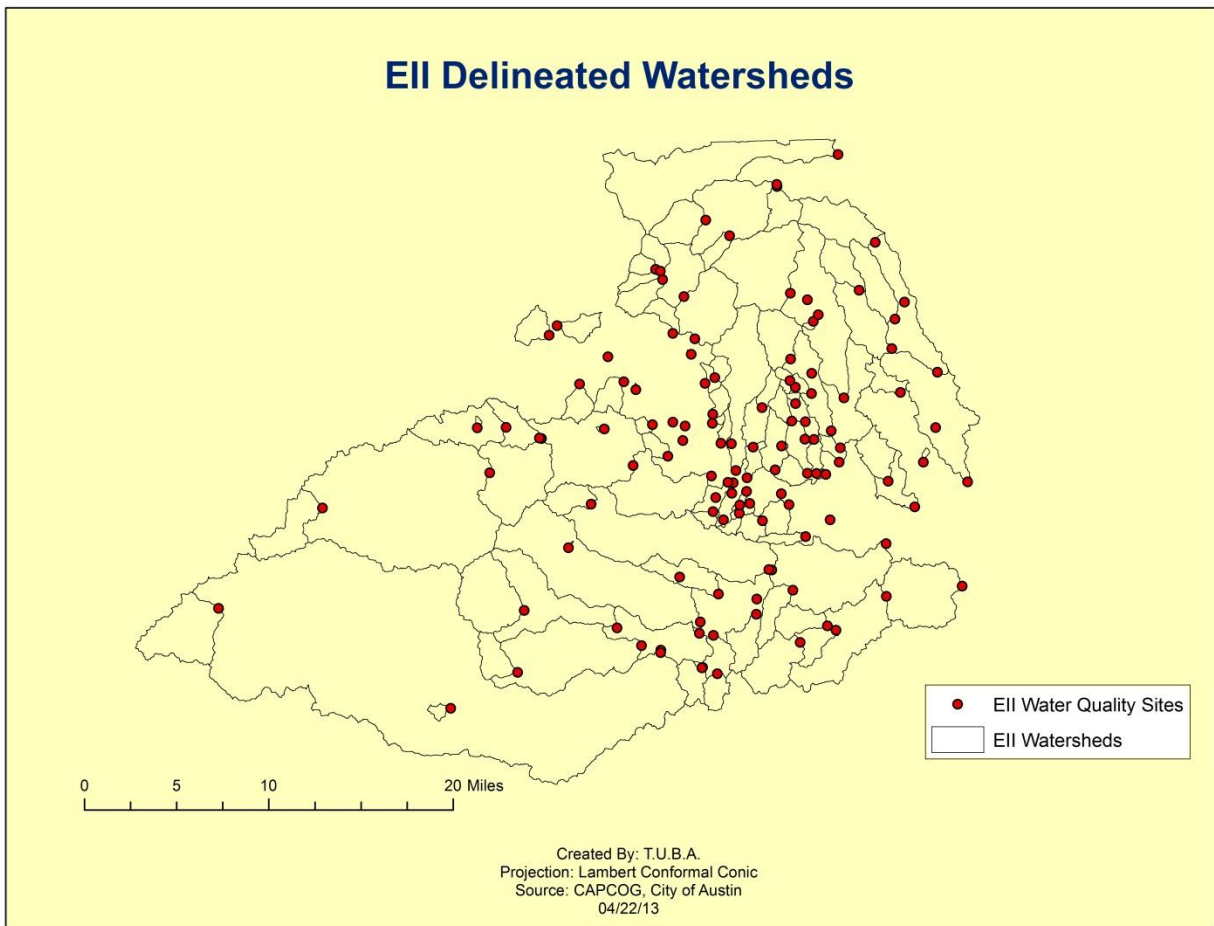 EII Delineated Watersheds
EII Water Quality Sites
EII Watersheds
0 5 10 20 Miles
Created By: T.U.B.A.
Projection: Lambert Conformal Conic
Source: CAPCOG, City of Austin
04/22/13